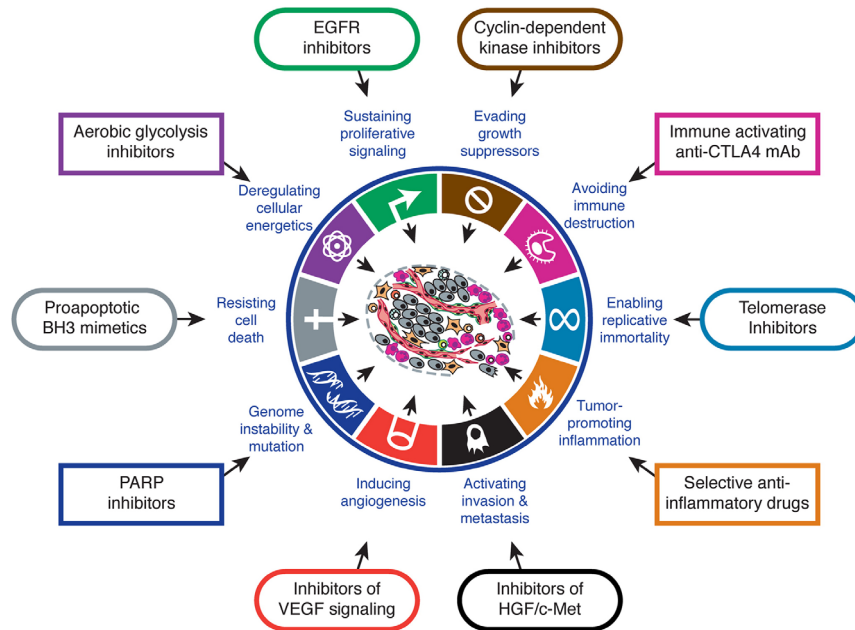 EGFR
inhibitors
Cyclin-dependent
kinase inhibitors
Sustaining
proliferative
signaling
Evading
growth
suppressors
Aerobic glycolysis
inhibitors
Immune activating
anti-CTLA4 mAb
Deregulating
cellular
energetics
Avoiding
immune
destruction
Proapoptotic
BH3 mimetics
Resisting
cell
death
Enabling
replicative
immortality
Telomerase
Inhibitors
Genome
instability &
mutation
Tumor-
promoting
inflammation
PARP
inhibitors
Inducing
angiogenesis
Activating
invasion &
metastasis
Selective anti-
inflammatory drugs
Inhibitors of
VEGF signaling
Inhibitors of
HGF/c-Met